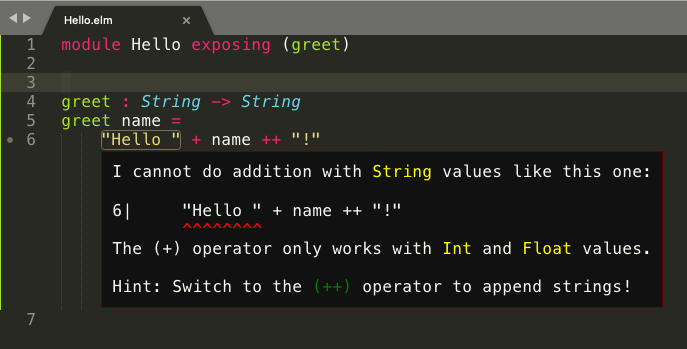 Hello.elm
1 module Hello exposing (greet)
2
3
4 greet : String -> String
5 greet name =
6 "Hello " + name ++ "!"
I cannot do addition with String values like this one:
6| "Hello " + name ++ "!"
^^^^^^^^
The (+) operator only works with Int and Float values.
Hint: Switch to the (++) operator to append strings!
7